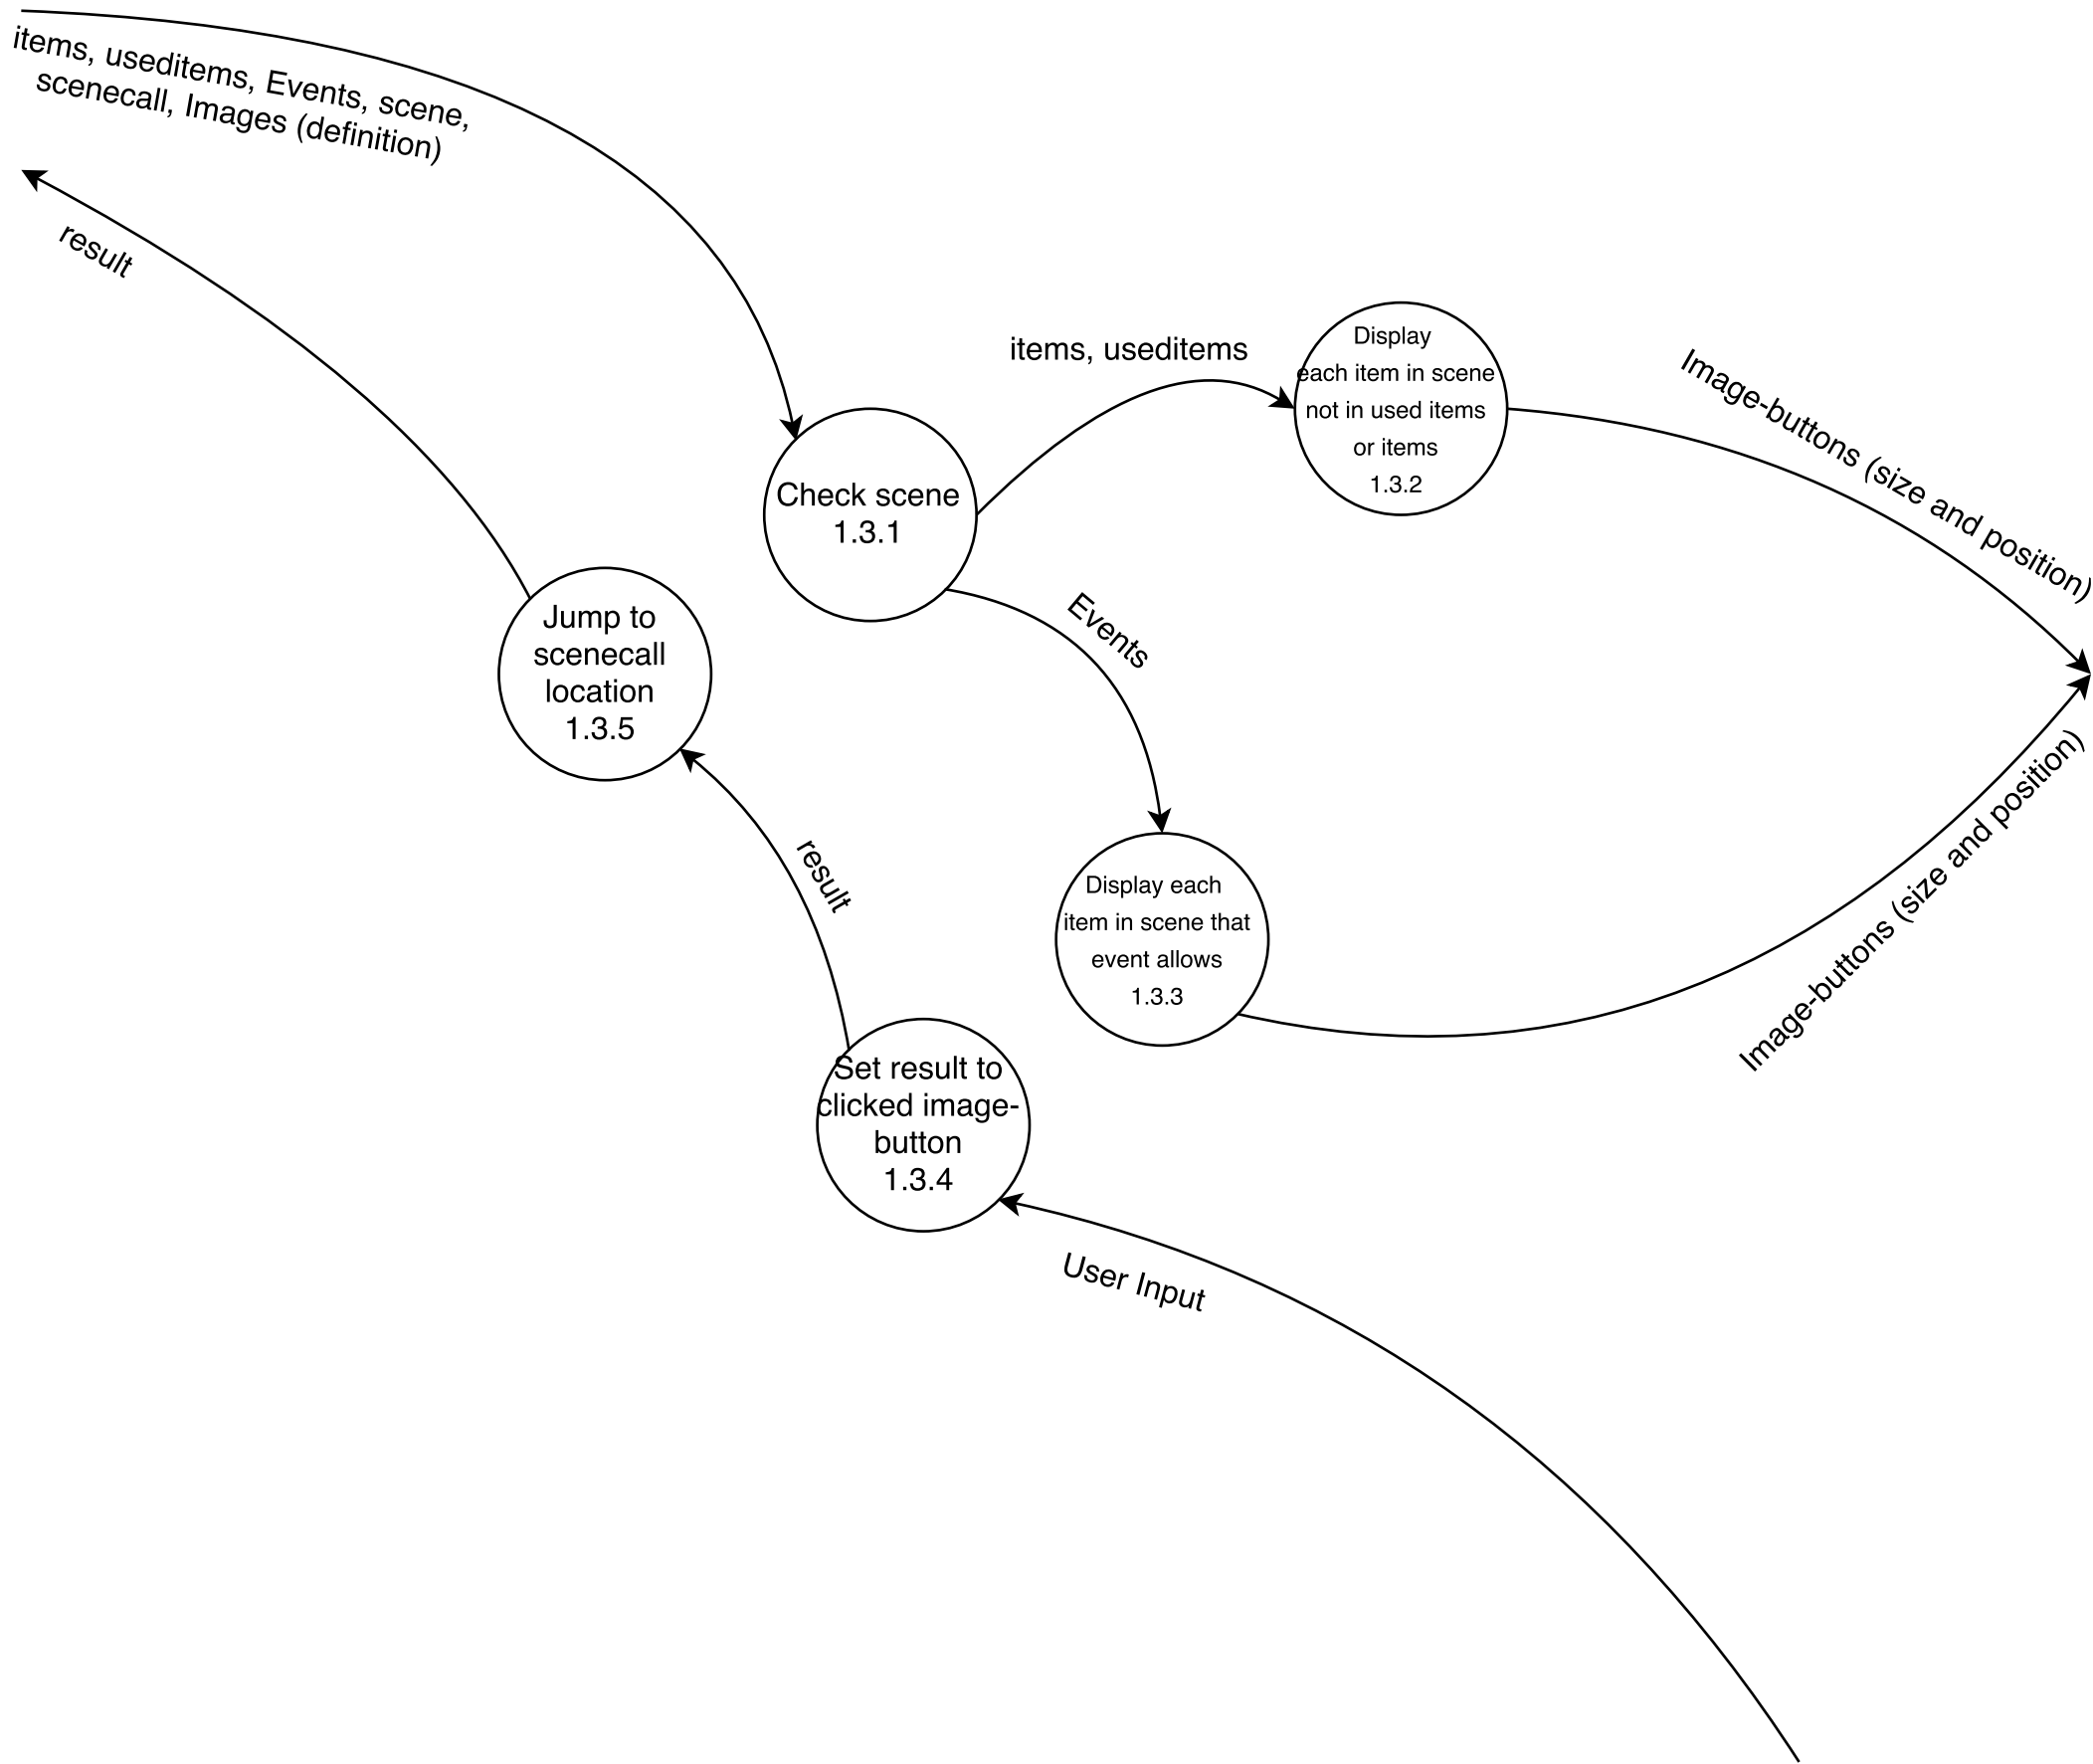 items, useditems, Events, scene,
scenecall, Images (definition)
result
items, useditems
Display
each item in scene
not in used items
or items
1.3.2
Image-buttons (size and position)
Check scene
1.3.1
Events
Jump to
scenecall
location
1.3.5
result
Display each
item in scene that
event allows
1.3.3
Image-buttons (size and position)
Set result to
clicked image-
button
1.3.4
User Input